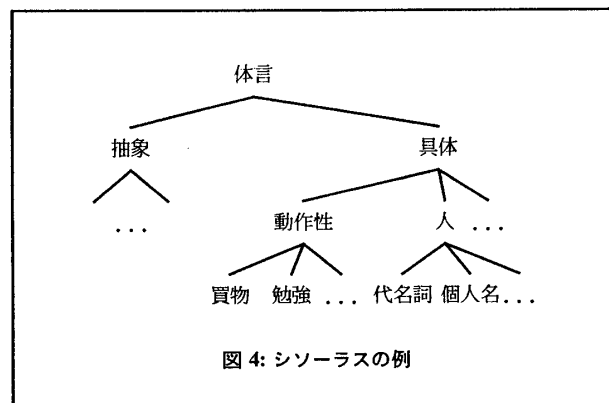 体言
抽象 具体
... 動作性 人 ...
買物 勉強 ... 代名詞 個人名...
図 4: シソーラスの例